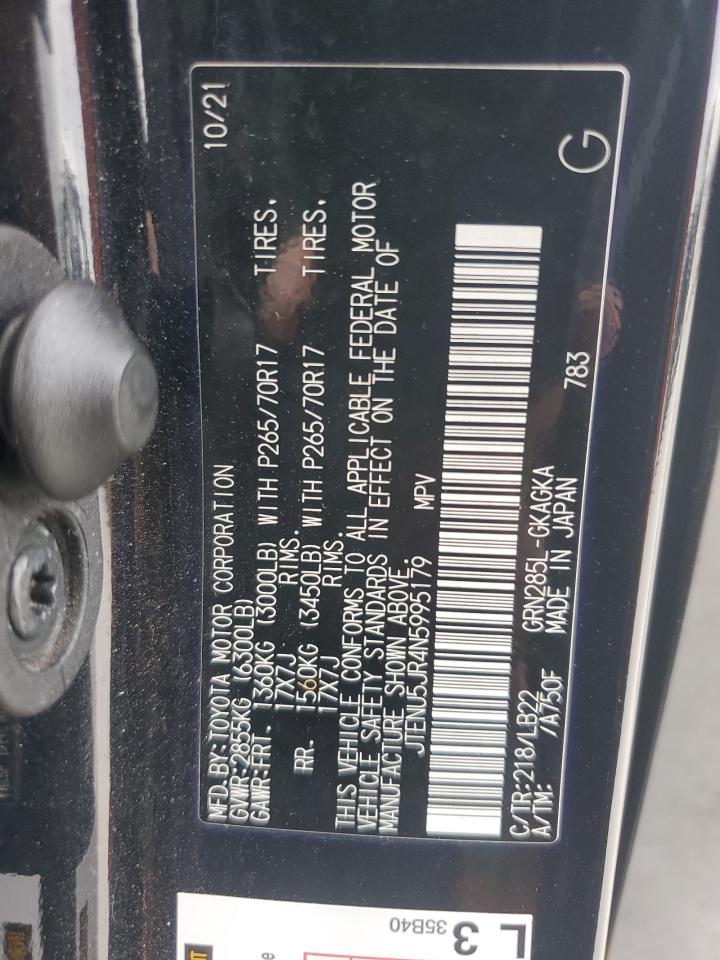 MFD.BY:TOYOTA MOTOR CORPORATION 10/21
GVWR:2855KG (6300LB)
GAWR:FRT. 1360KG (3000LB) WITH P265/70R17 TIRES,
17X7J RIMS.
RR. 1560KG (3450LB) WITH P265/70R17 TIRES,
17X7J RIMS.
THIS VEHICLE CONFORMS TO ALL APPLICABLE FEDERAL MOTOR
VEHICLE SAFETY STANDARDS IN EFFECT ON THE DATE OF
MANUFACTURE SHOWN ABOVE.
JTENU5JR4N5995179 MPV
C/TR:218/LB22 GRN285L-GKAGKA
A/TM: /A750F MADE IN JAPAN 783
G
L3
35B40